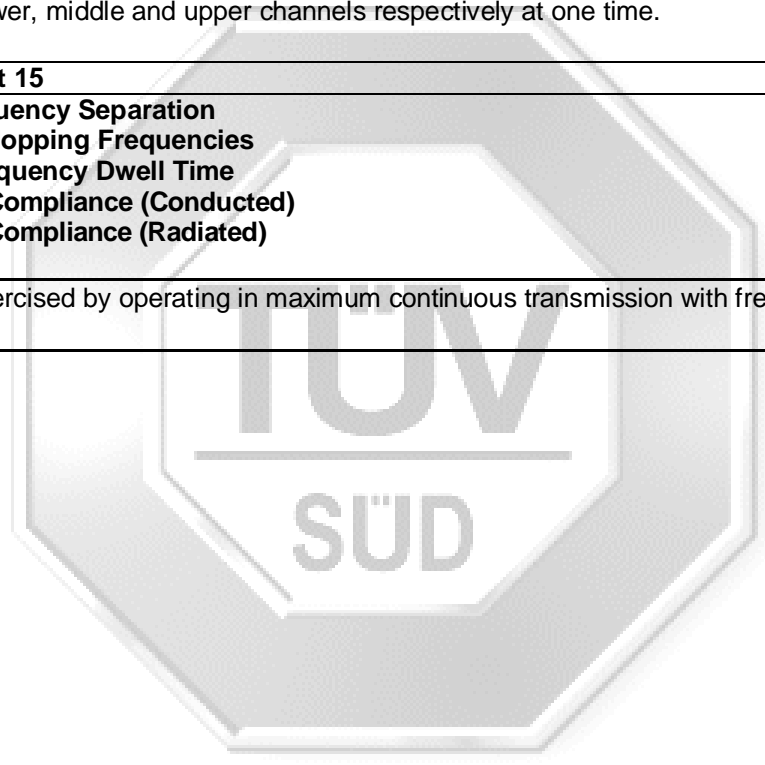 wer, middle and upper channels respectively at one time.
t 15
uency Separation
opping Frequencies
quency Dwell Time
Compliance (Conducted)
Compliance (Radiated)
ercised by operating in maximum continuous transmission with fre
TÜV
SÜD